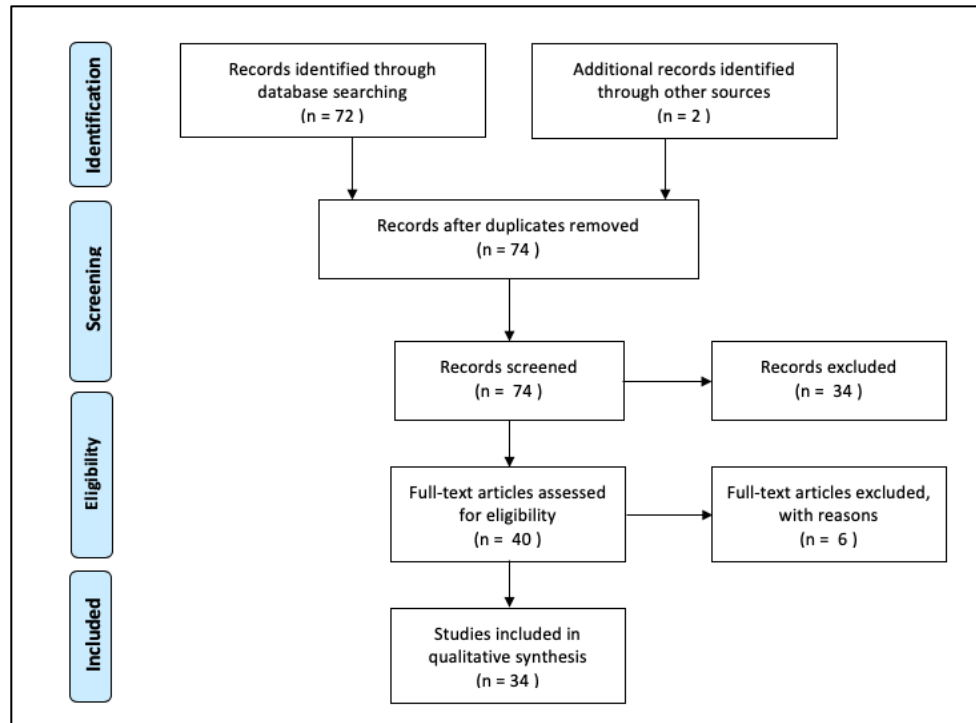 Identification
Records identified through
database searching
(n = 72 )
Additional records identified
through other sources
(n = 2 )
Screening
Records after duplicates removed
(n = 74 )
Records screened
(n = 74 )
Records excluded
(n = 34 )
Eligibility
Full-text articles assessed
for eligibility
(n = 40 )
Full-text articles excluded,
with reasons
(n = 6 )
Included
Studies included in
qualitative synthesis
(n = 34 )